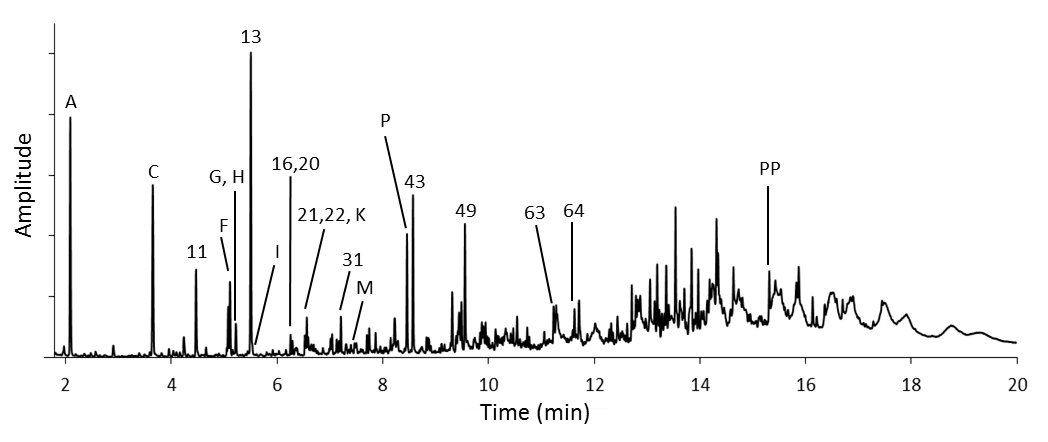 13
A
P
PP
16,20
C
G, H
43
21,22, K
49
63
64
F
11
I
31
M
Amplitude
2 4 6 8 10 12 14 16 18 20
Time (min)